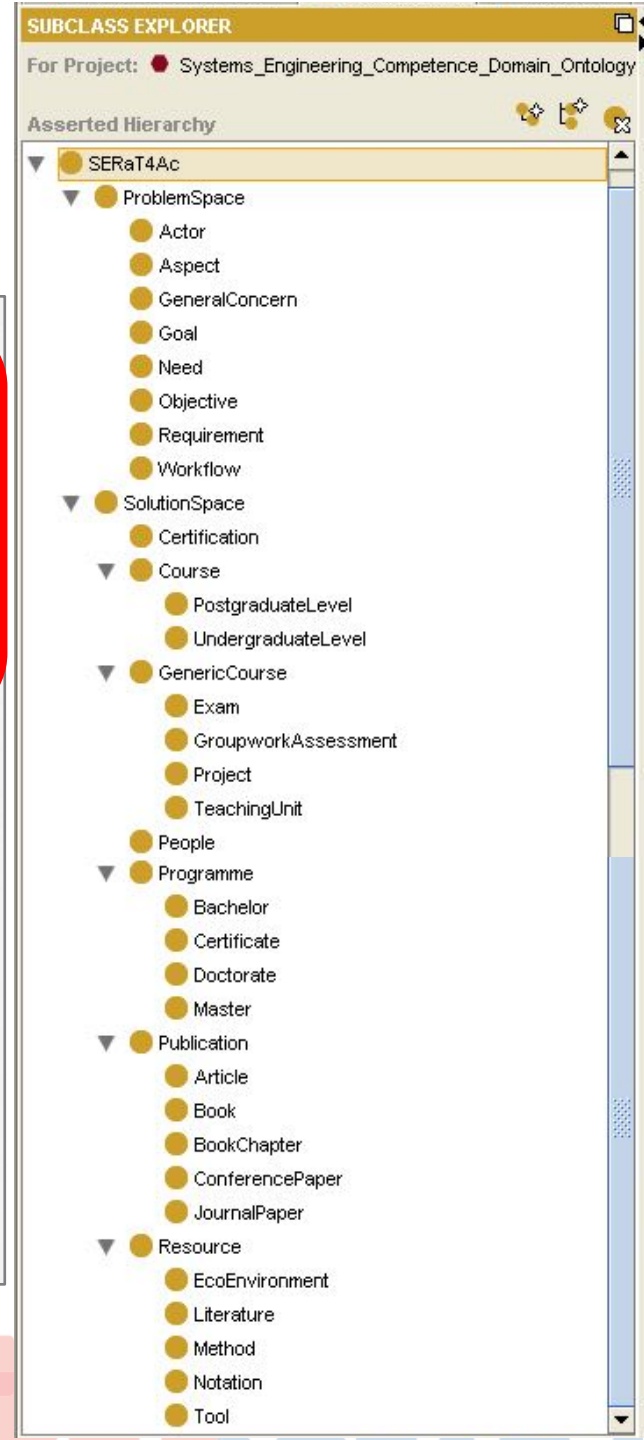 SUBCLASS EXPLORER
For Project: Systems_Engineering_Competence_Domain_Ontology
Asserted Hierarchy
SERaT4Ac
ProblemSpace
Actor
Aspect
GeneralConcern
Goal
Need
Objective
Requirement
Workflow
SolutionSpace
Certification
Course
PostgraduateLevel
UndergraduateLevel
GenericCourse
Exam
GroupworkAssessment
Project
TeachingUnit
People
Programme
Bachelor
Certificate
Doctorate
Master
Publication
Article
Book
BookChapter
ConferencePaper
JournalPaper
Resource
EcoEnvironment
Literature
Method
Notation
Tool